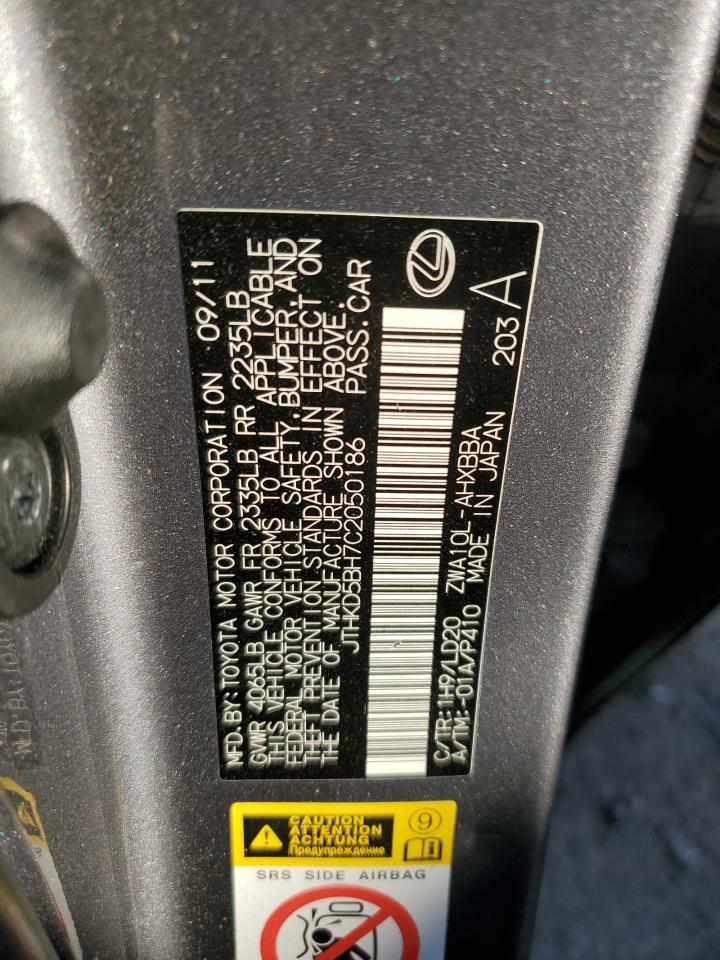 MFD. BY: TOYOTA MOTOR CORPORATION 09/11
GVWR 4065LB GAWR FR 2335LB RR 2235LB
THIS VEHICLE CONFORMS TO ALL APPLICABLE
FEDERAL MOTOR VEHICLE SAFETY, BUMPER, AND
THEFT PREVENTION STANDARDS IN EFFECT ON
THE DATE OF MANUFACTURE SHOWN ABOVE.
JTHKD5BH7C2050186 PASS. CAR
C/TR: 1H9/LD20 ZWA10L-AHXBBA
A/TM: -01A/P410 MADE IN JAPAN
203 A
CAUTION
ATTENTION
ACHTUNG
Предупреждение
9
SRS SIDE AIRBAG